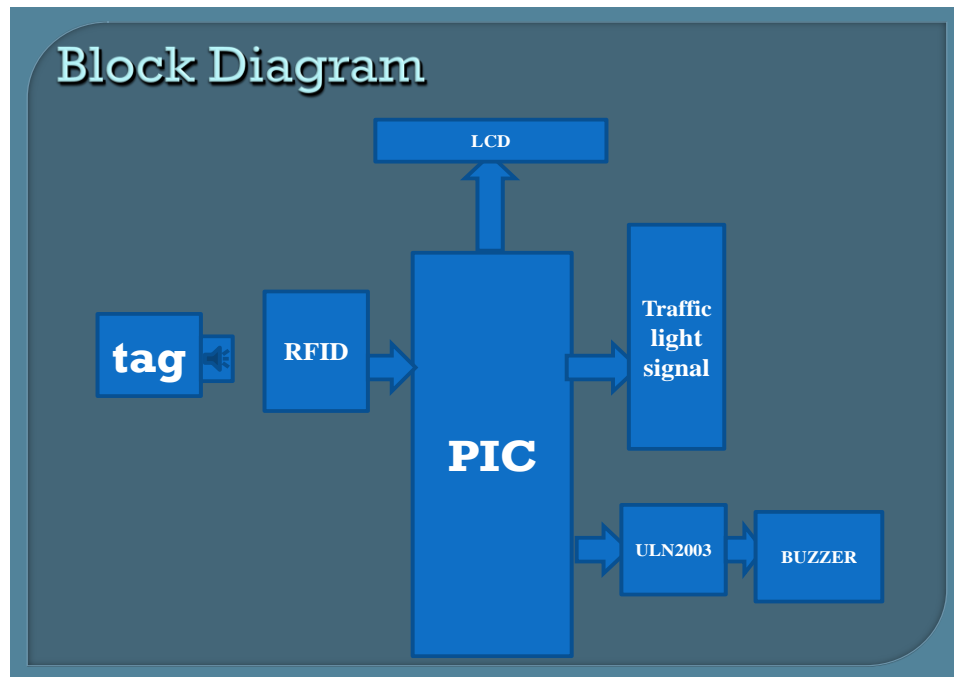 Block Diagram
LCD
Traffic
light
signal
tag
RFID
PIC
ULN2003
BUZZER